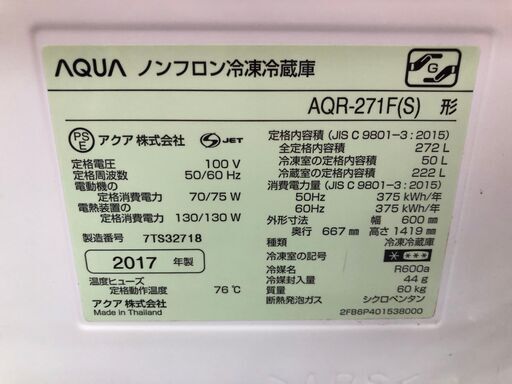 AQUA ノンフロン冷凍冷蔵庫
G
AQR-271F(S) 形
PS
E
アクア 株式会社
S JET
定格電圧 100 V
定格周波数 50/60 Hz
電動機の
定格消費電力 70/75 W
電熱装置の
定格消費電力 130/130 W
製造番号 7TS32718
2017 年製
温度ヒューズ
定格動作温度 76℃
アクア 株式会社
Made in Thailand
定格内容積 (JIS C 9801-3 : 2015)
全定格内容積 272 L
冷凍室の定格内容積 50 L
冷蔵室の定格内容積 222 L
消費電力量 (JIS C 9801-3 : 2015)
50Hz 375 kWh/年
60Hz 375 kWh/年
外形寸法 幅 600 mm
奥行 667 mm 高さ 1419 mm
種類 冷凍冷蔵庫
冷凍室の記号 * ***
冷媒名 R600a
冷媒封入量 44 g
質量 60 kg
断熱発泡ガス シクロペンタン
2FB6P401538000